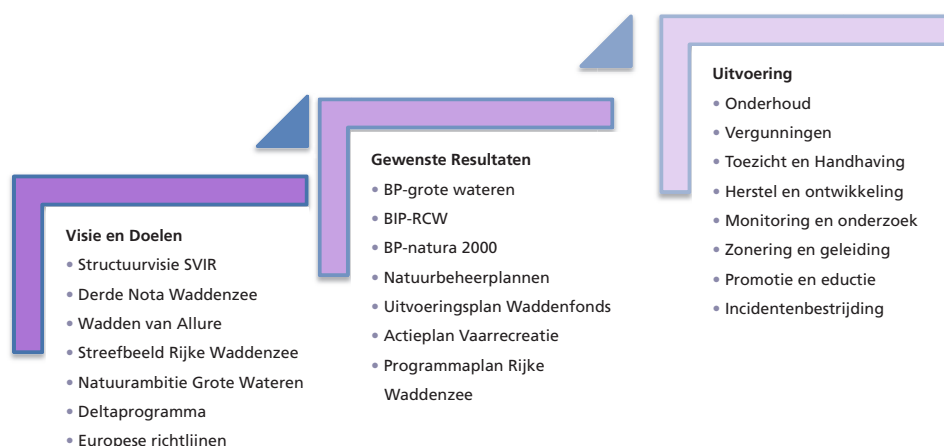 Visie en Doelen
• Structuurvisie SVIR
• Derde Nota Waddenzee
• Wadden van Allure
• Streefbeeld Rijke Waddenzee
• Natuurambitie Grote Wateren
• Deltaprogramma
• Europese richtlijnen
Gewenste Resultaten
• BP-grote wateren
• BIP-RCW
• BP-natura 2000
• Natuurbeheerplannen
• Uitvoeringsplan Waddenfonds
• Actieplan Vaarrecreatie
• Programmaplan Rijke
Waddenzee
Uitvoering
• Onderhoud
• Vergunningen
• Toezicht en Handhaving
• Herstel en ontwikkeling
• Monitoring en onderzoek
• Zonering en geleiding
• Promotie en eductie
• Incidentenbestrijding